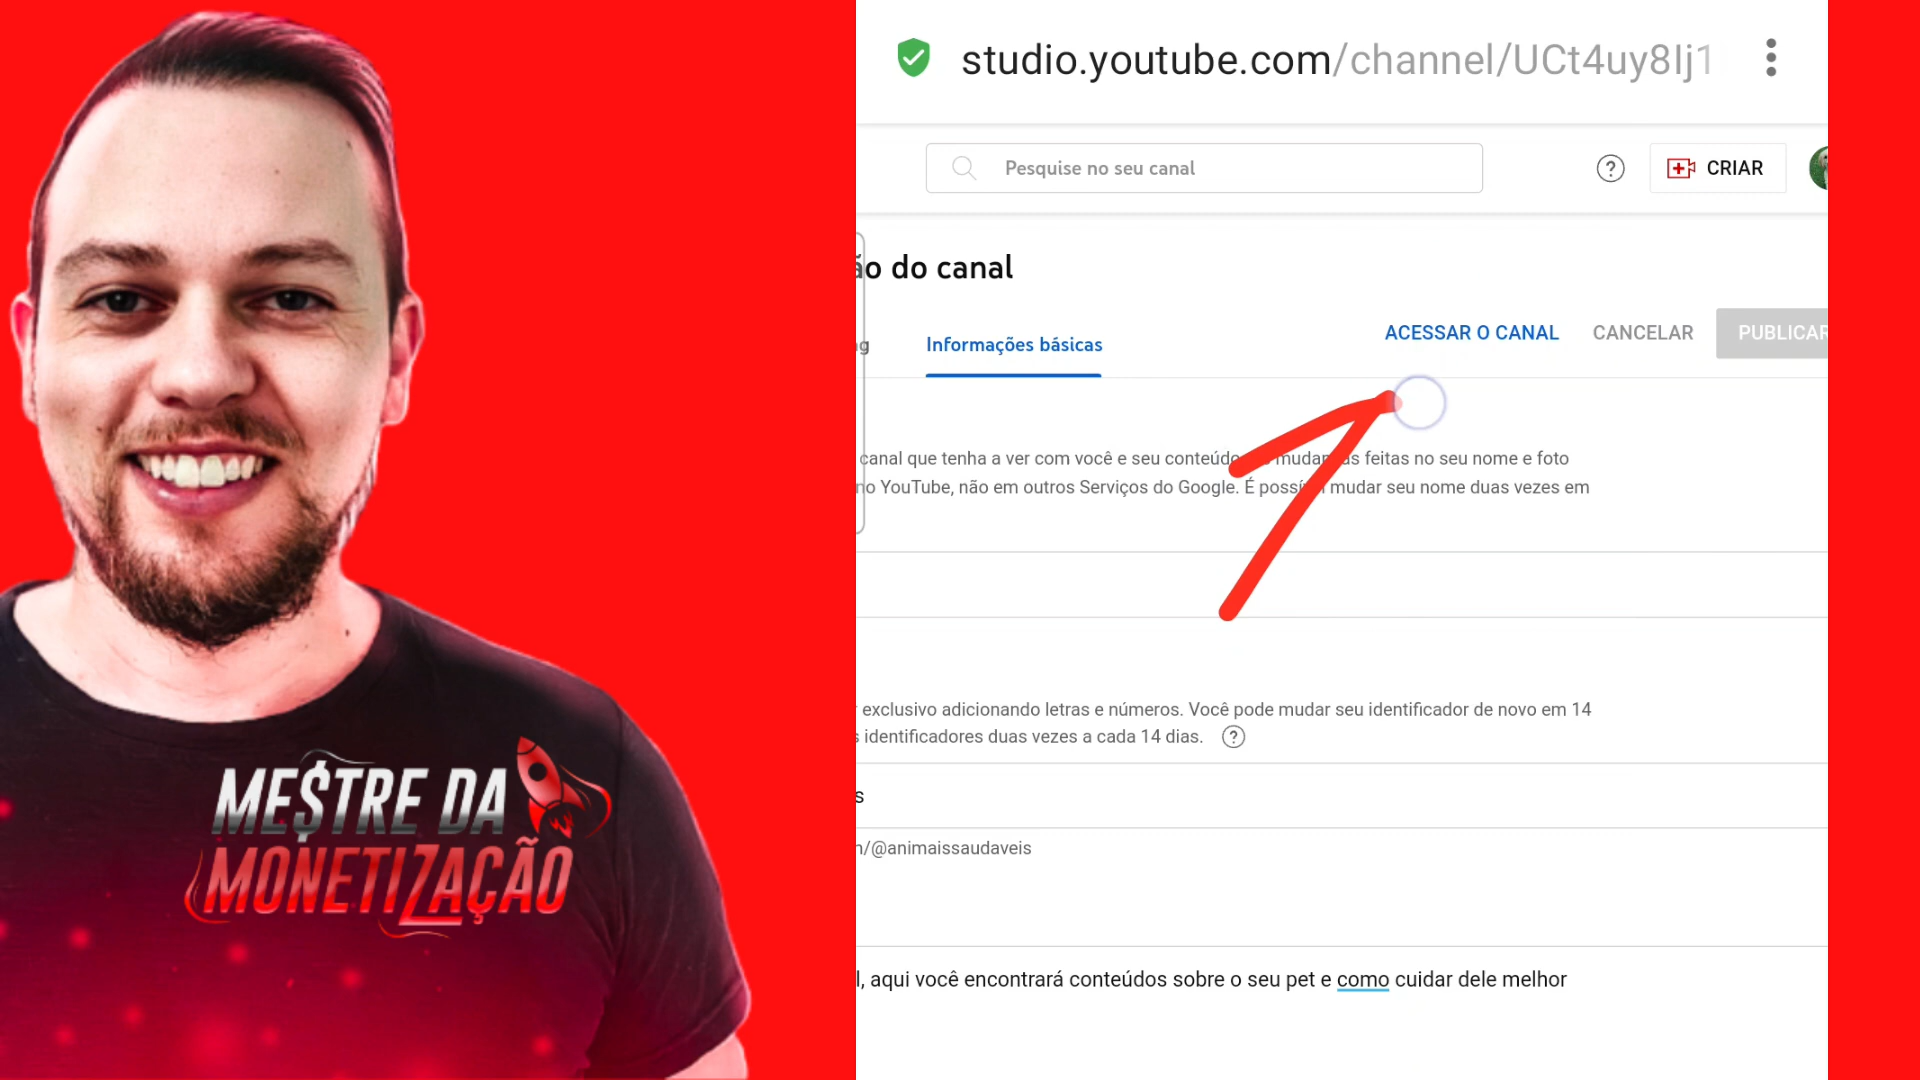 studio.youtube.com/channel/UCt4uy8Ij1
Pesquise no seu canal
CRIAR
ão do canal
Informações básicas
ACESSAR O CANAL
CANCELAR
PUBLICAR
canal que tenha a ver com você e seu conteúdo feitas no seu nome e foto
no YouTube, não em outros Serviços do Google. É mudar seu nome duas vezes em
exclusivo adicionando letras e números. Você pode mudar seu identificador de novo em 14
s identificadores duas vezes a cada 14 dias.
s
/@animaissaudaveis
l, aqui você encontrará conteúdos sobre o seu pet e como cuidar dele melhor
ME$TRE DA
MONETIZAÇÃO